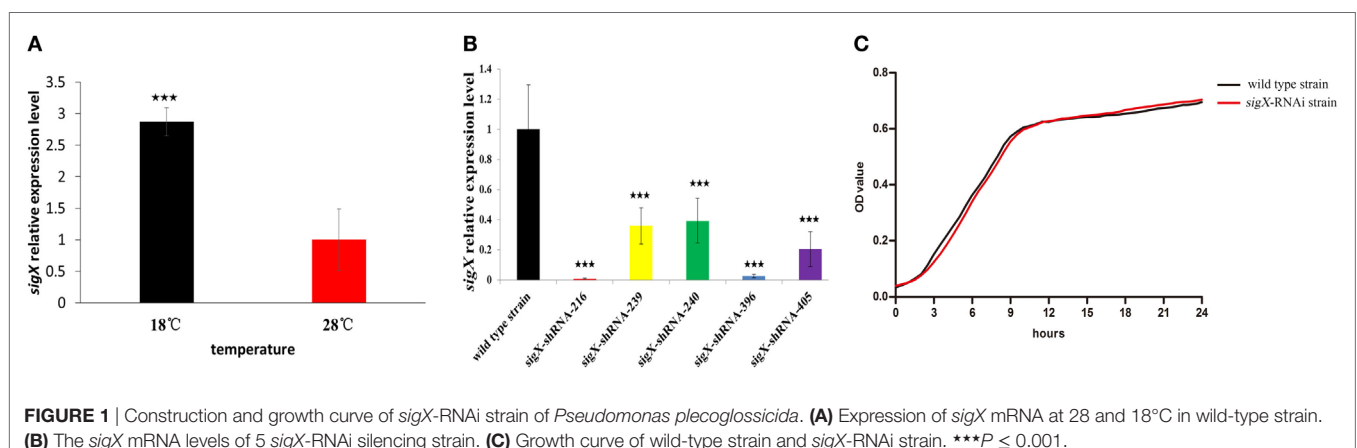 A
sigX relative expression level
3.5
3
2.5
2
1.5
1
0.5
0
★★★
18℃
28℃
temperature
B
sigX relative expression level
1.4
1.2
1
0.8
0.6
0.4
0.2
0
★★★
★★★
★★★
★★★
★★★
wild type strain
sigX-shRNA-216
sigX-shRNA-239
sigX-shRNA-240
sigX-shRNA-396
sigX-shRNA-405
C
OD value
0.8
0.6
0.4
0.2
0.0
0
3
6
9
12
15
18
21
24
hours
wild type strain
sigX-RNAi strain
FIGURE 1 | Construction and growth curve of sigX-RNAi strain of Pseudomonas plecoglossicida. (A) Expression of sigX mRNA at 28 and 18°C in wild-type strain.
(B) The sigX mRNA levels of 5 sigX-RNAi silencing strain. (C) Growth curve of wild-type strain and sigX-RNAi strain. ★★★P ≤ 0.001.